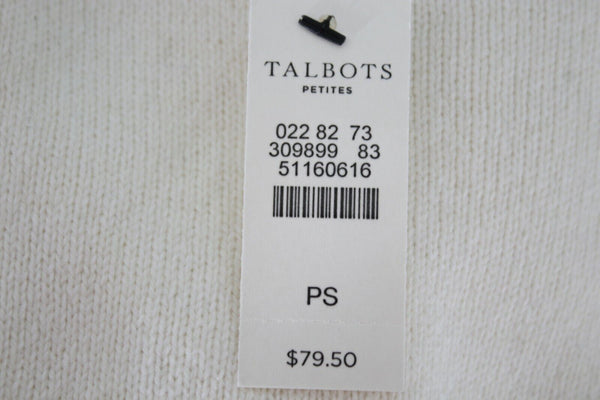 TALBOTS
PETITES
022 82 73
309899 83
51160616
PS
$79.50